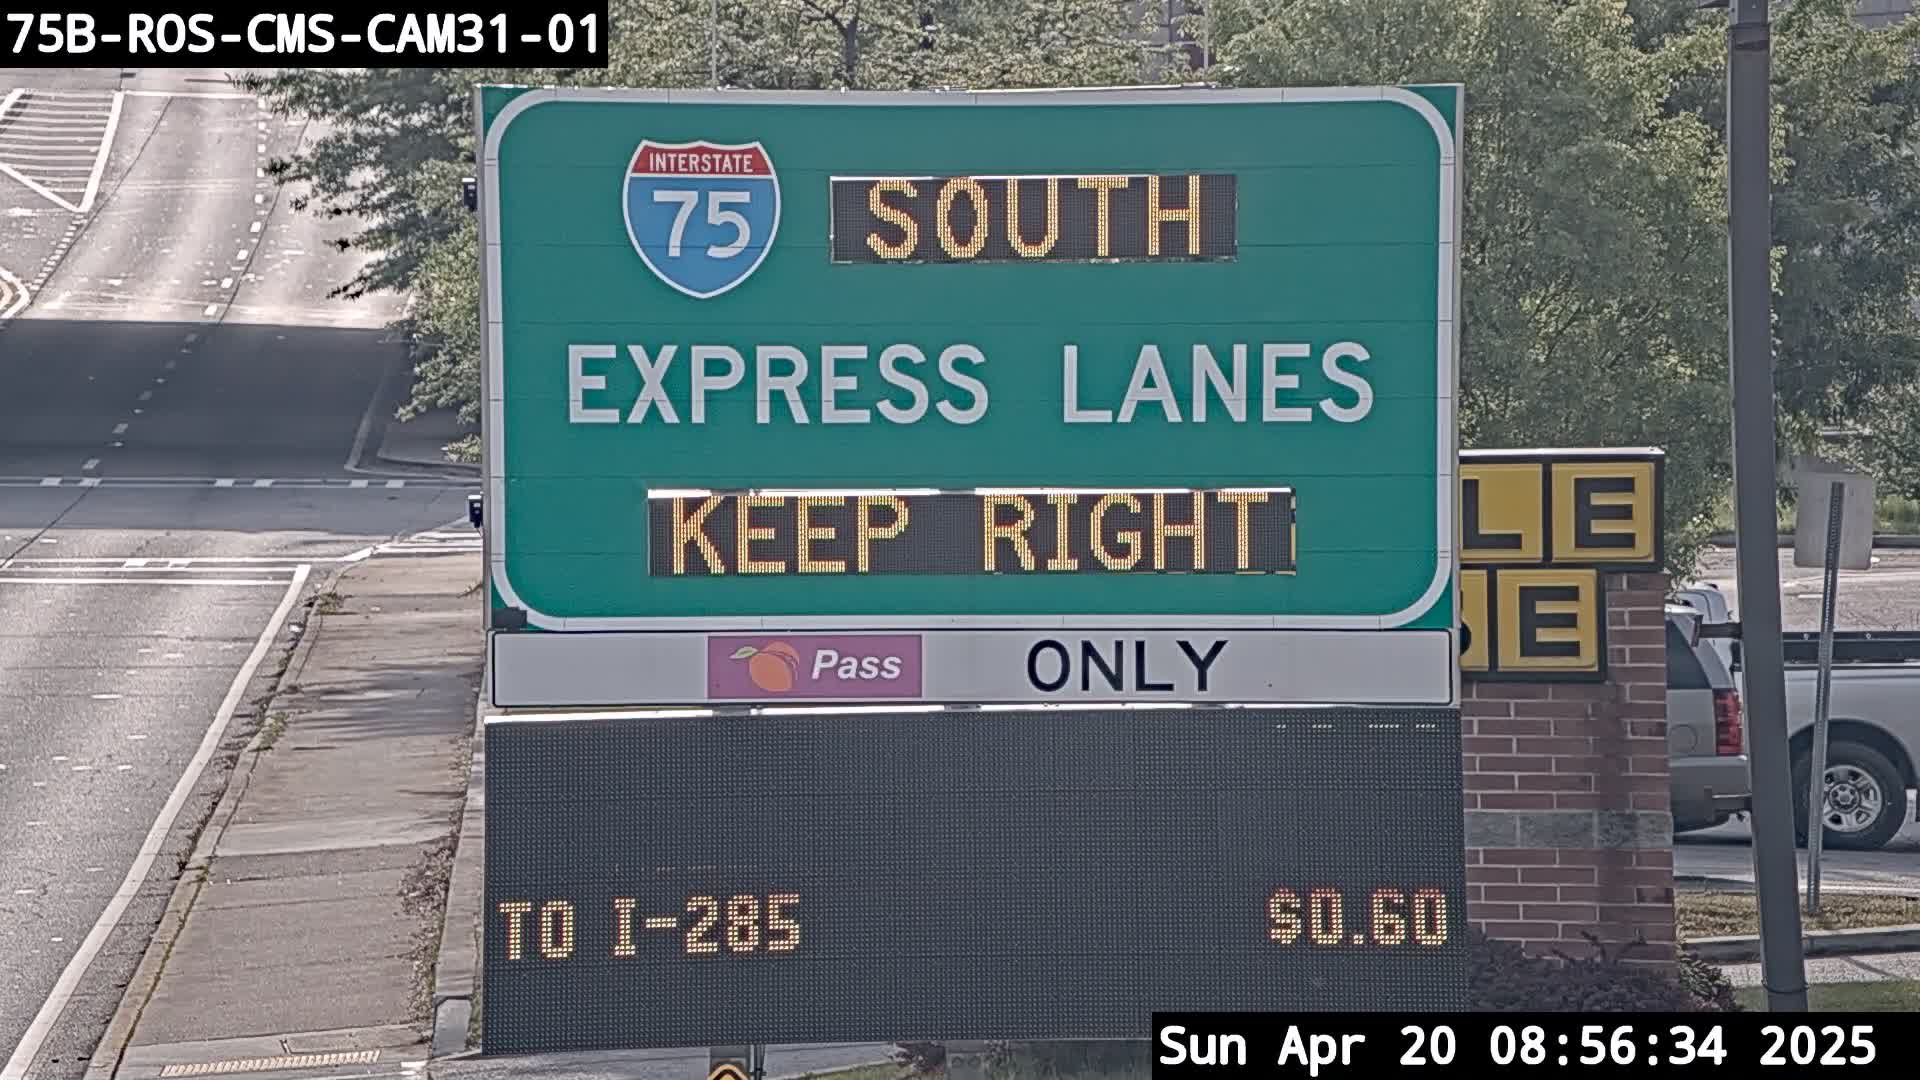 75B-ROS-CMS-CAM31-01
INTERSTATE
75
SOUTH
EXPRESS LANES
KEEP RIGHT
Pass ONLY
TO I-285 $0.60
LE
E
Sun Apr 20 08:56:34 2025